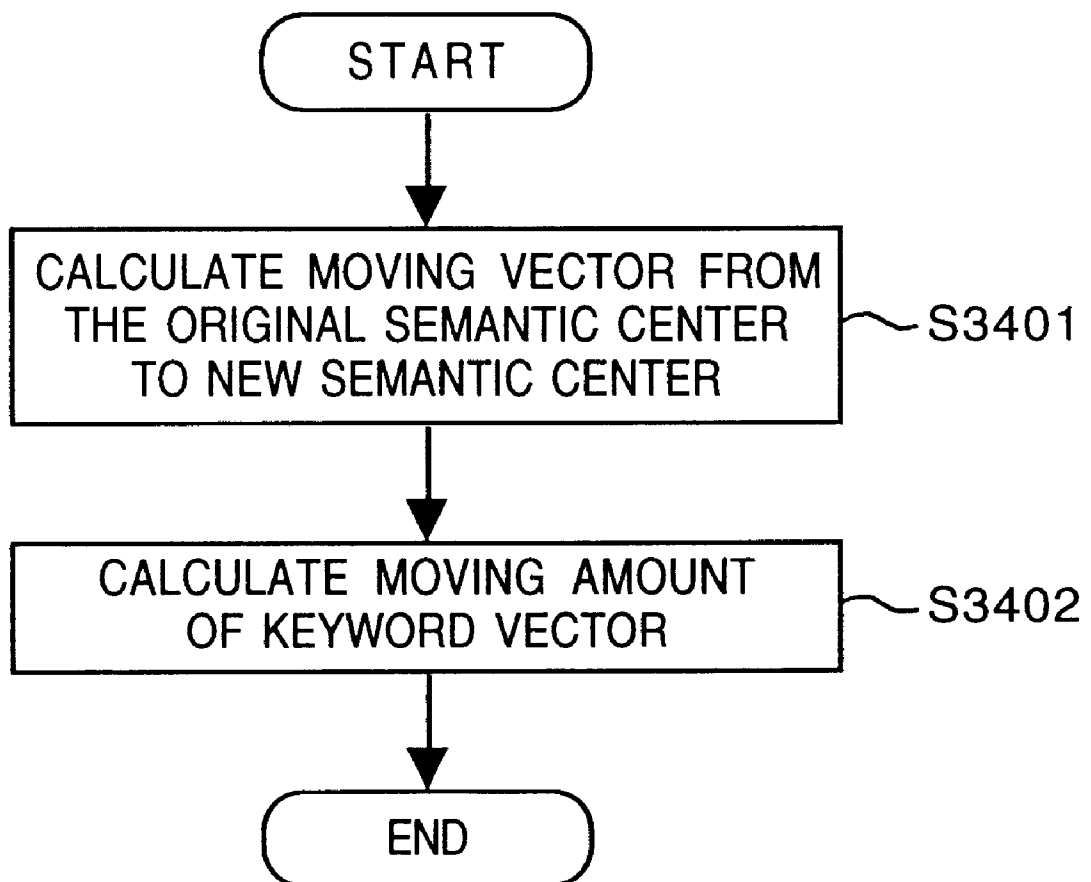 START
CALCULATE MOVING VECTOR FROM
THE ORIGINAL SEMANTIC CENTER
TO NEW SEMANTIC CENTER
S3401
CALCULATE MOVING AMOUNT
OF KEYWORD VECTOR
S3402
END